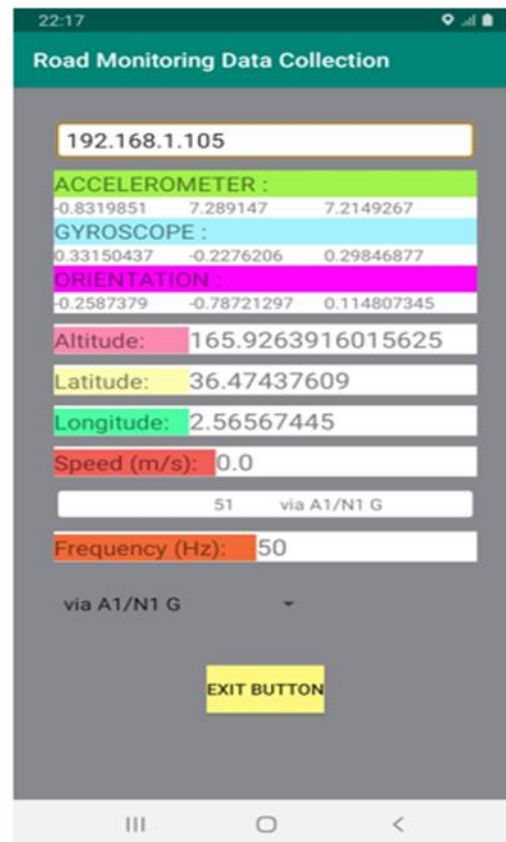 22:17
Road Monitoring Data Collection
192.168.1.105
ACCELEROMETER :
-0.8319851 7.289147 7.2149267
GYROSCOPE :
0.33150437 -0.2276206 0.29846877
ORIENTATION :
-0.2587379 -0.78721297 0.114807345
Altitude: 165.9263916015625
Latitude: 36.47437609
Longitude: 2.56567445
Speed (m/s): 0.0
51 via A1/N1 G
Frequency (Hz): 50
via A1/N1 G
EXIT BUTTON